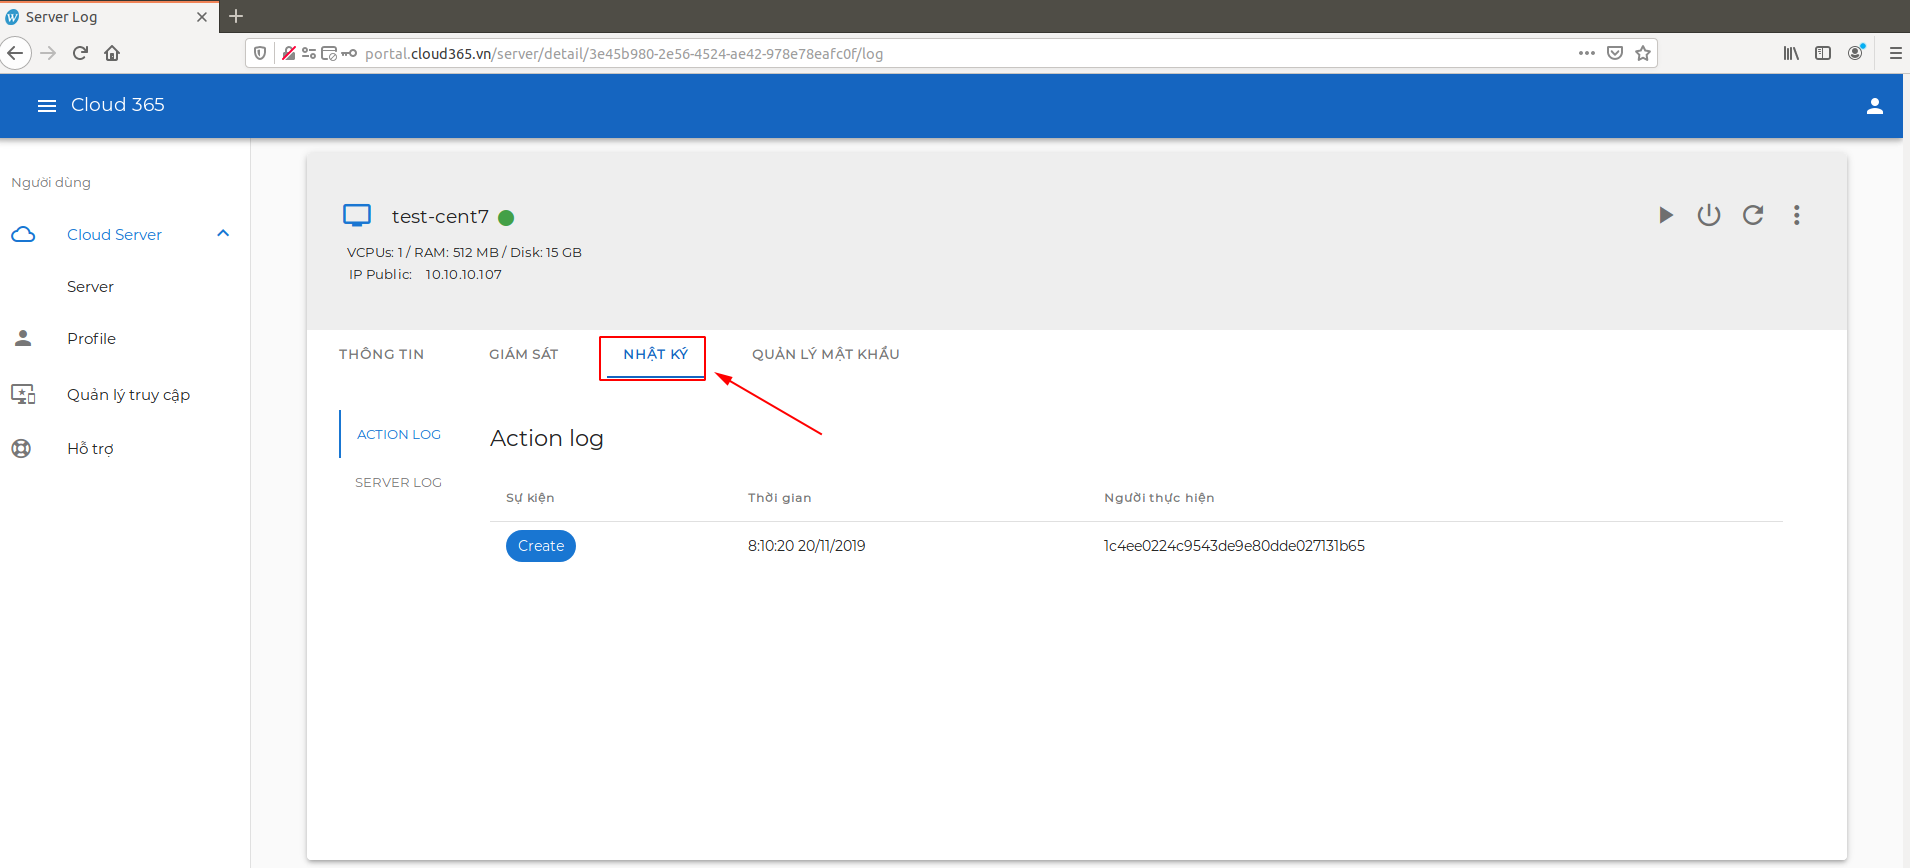 Server Log
portal.cloud365.vn/server/detail/3e45b980-2e56-4524-ae42-978e78eafc0f/log
Cloud 365
Người dùng
Cloud Server
Server
Profile
Quản lý truy cập
Hỗ trợ
test-cent7
VCPUs: 1 / RAM: 512 MB / Disk: 15 GB
IP Public: 10.10.10.107
THÔNG TIN GIÁM SÁT NHẬT KÝ QUẢN LÝ MẬT KHẨU
ACTION LOG
SERVER LOG
Action log
Sự kiện Thời gian Người thực hiện
Create 8:10:20 20/11/2019 1c4ee0224c9543de9e80dde027131b65